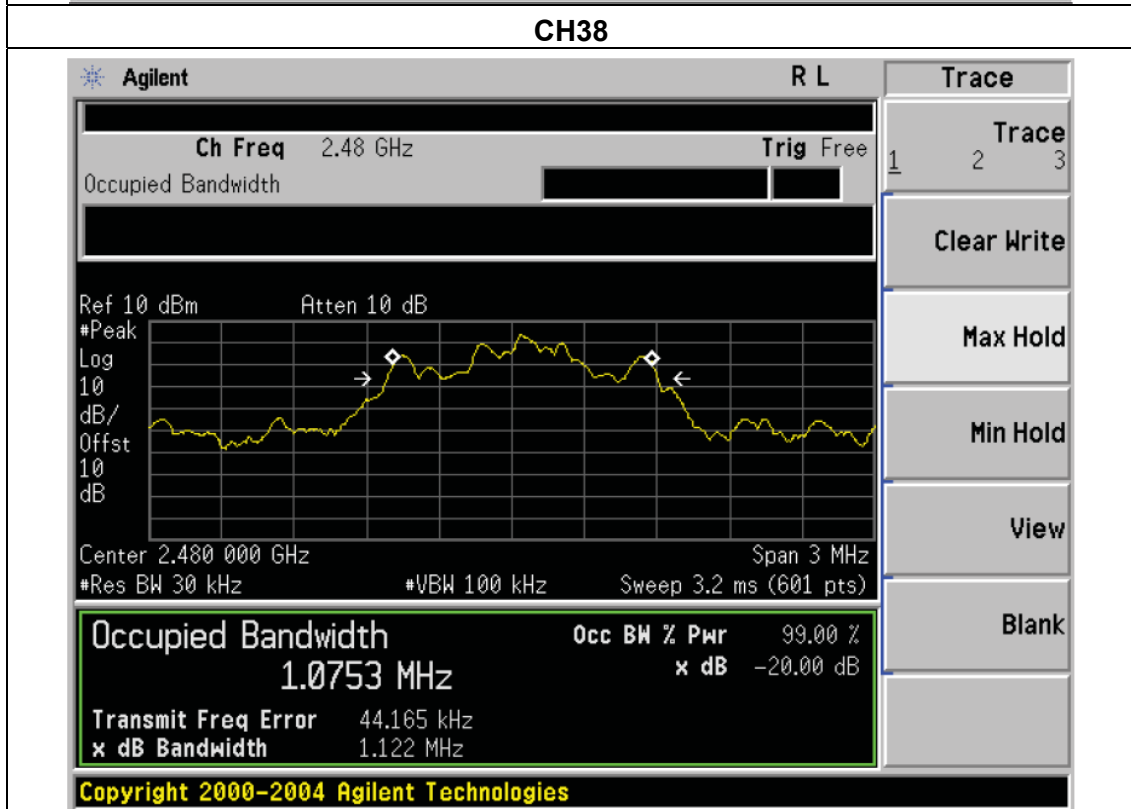 CH38
Agilent R L Trace
Ch Freq 2.48 GHz Trig Free
Occupied Bandwidth
Trace
1 2 3
Clear Write
Max Hold
Min Hold
View
Blank
Ref 10 dBm Atten 10 dB
#Peak
Log
10
dB/
Offst
10
dB
Center 2.480 000 GHz Span 3 MHz
#Res BW 30 kHz #VBW 100 kHz Sweep 3.2 ms (601 pts)
Occupied Bandwidth Occ BW % Pwr 99.00 %
1.0753 MHz x dB -20.00 dB
Transmit Freq Error 44.165 kHz
x dB Bandwidth 1.122 MHz
Copyright 2000-2004 Agilent Technologies